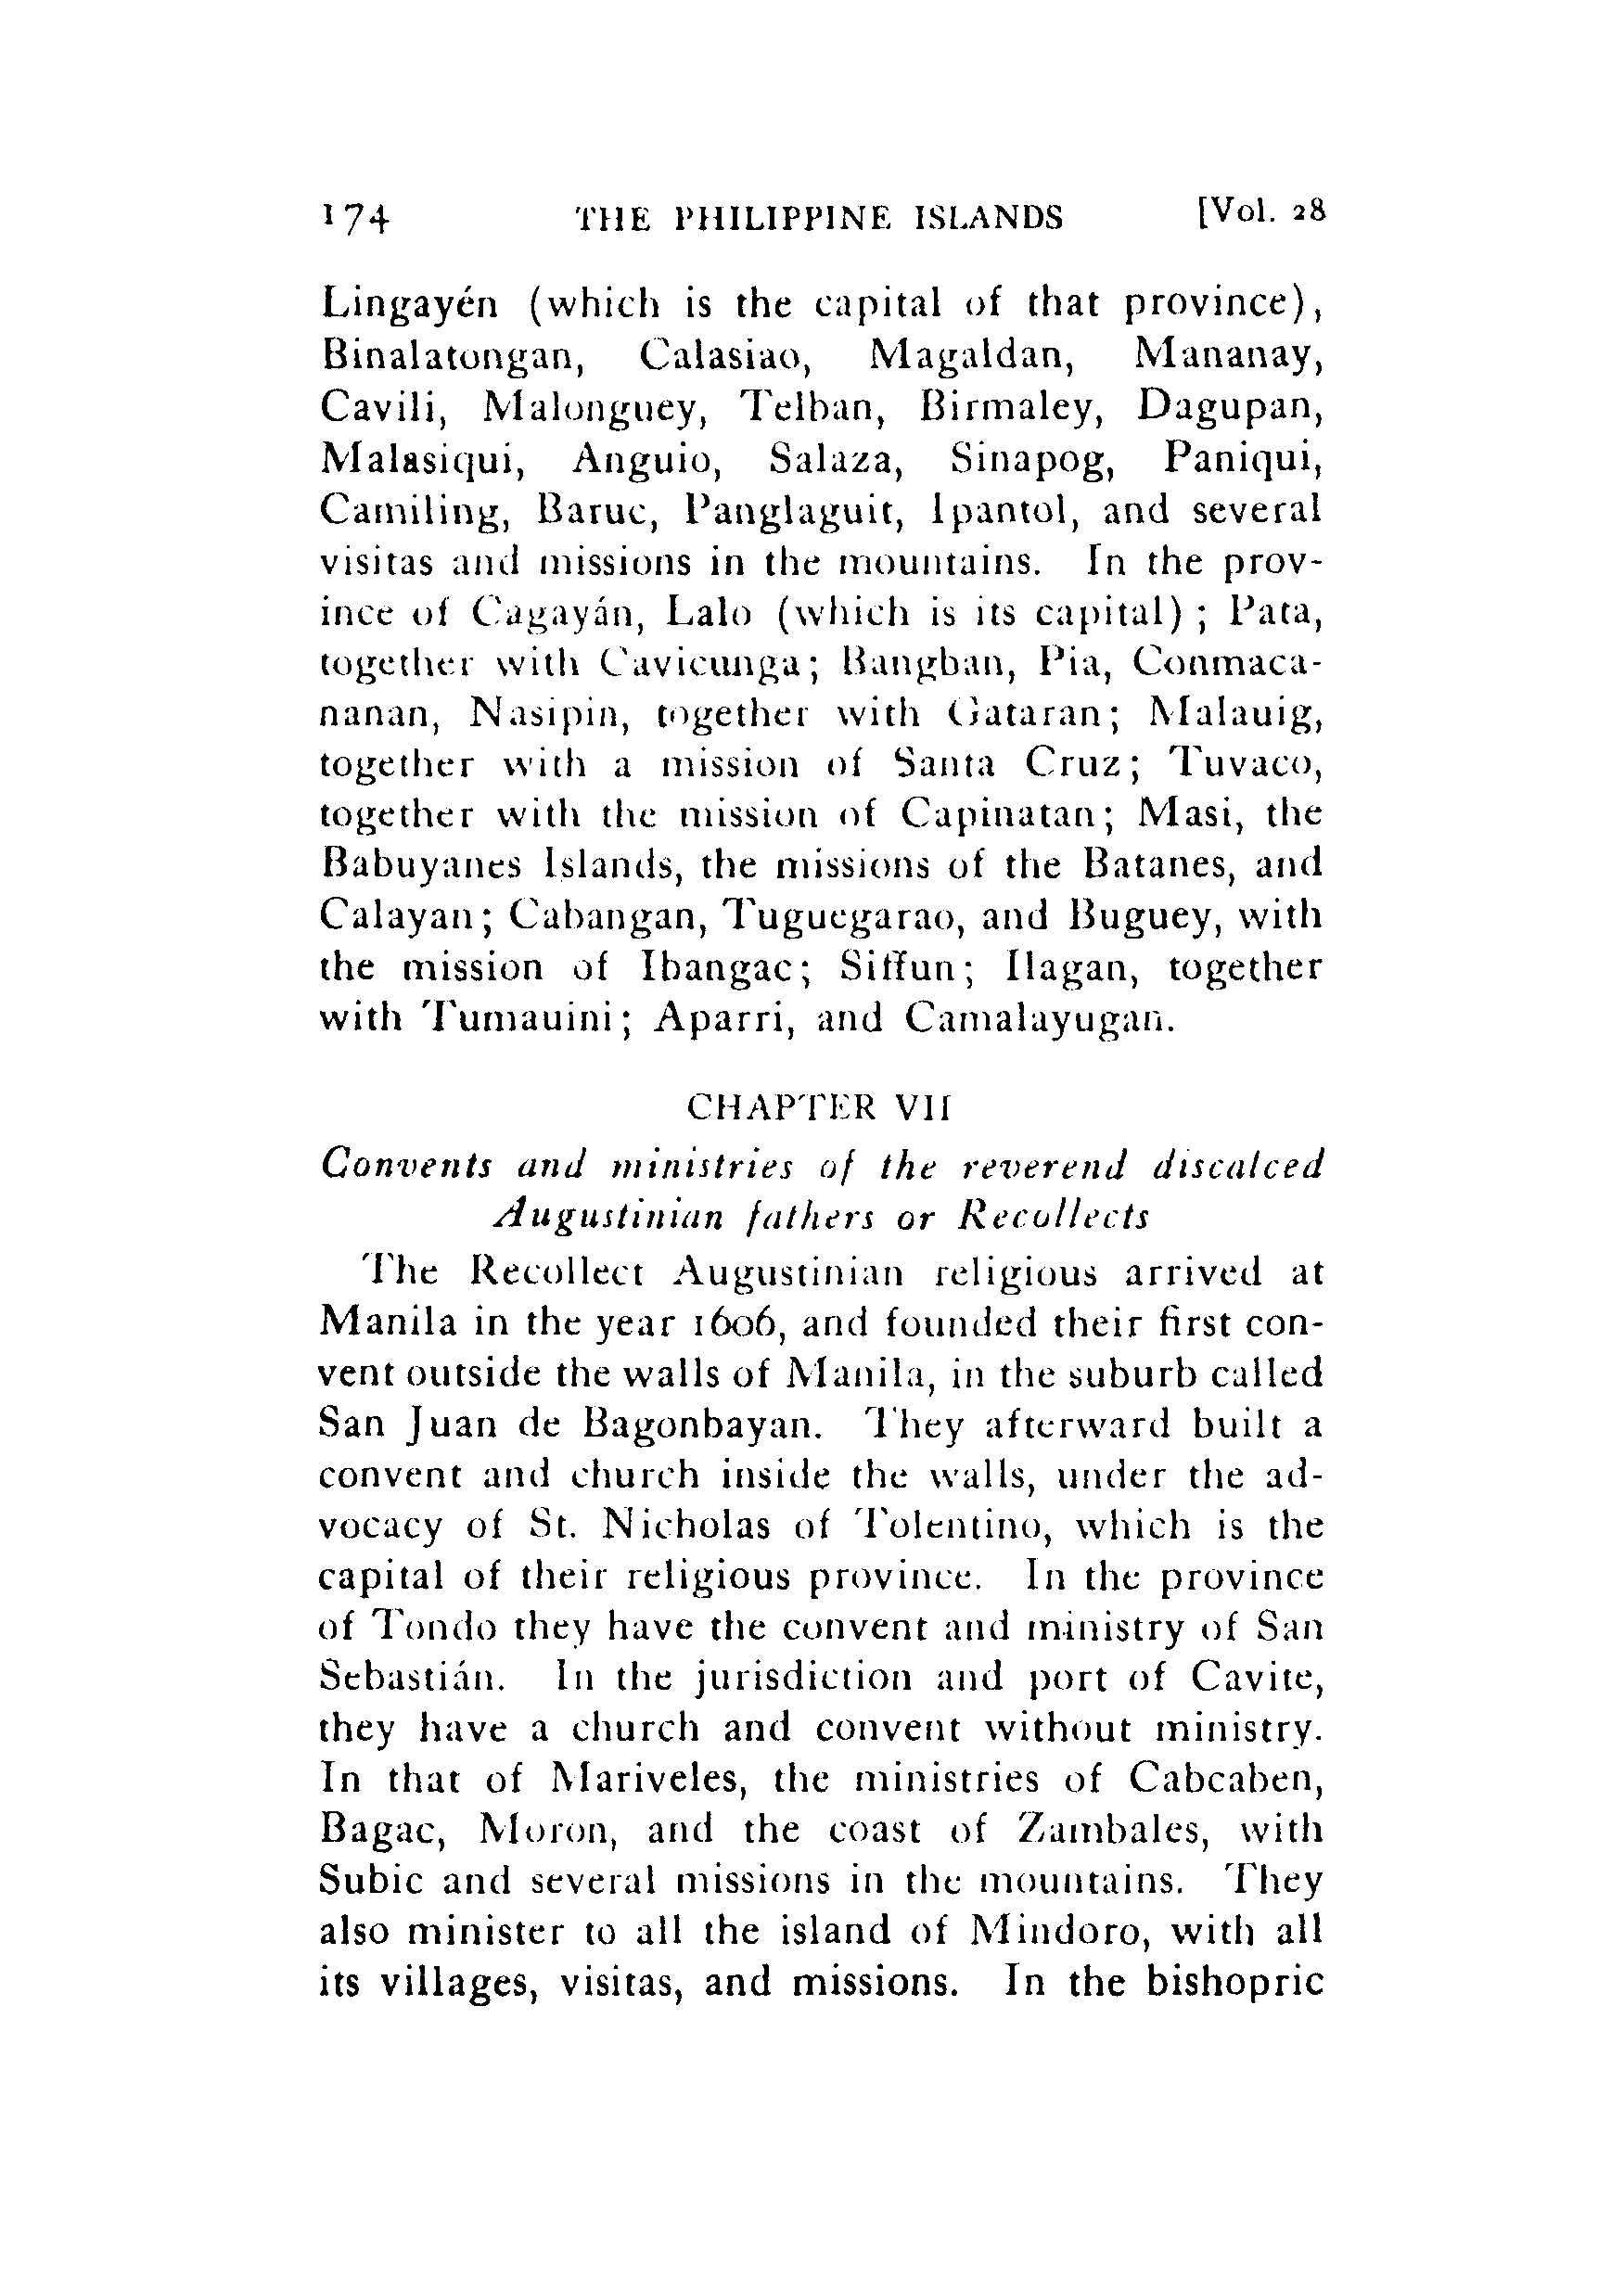 174 THE PHILIPPINE ISLANDS [Vol. 28
Lingayén (which is the capital of that province),
Binalatongan, Calasiao, Magaldan, Mananay,
Cavili, Malonguey, Telban, Birmaley, Dagupan,
Malasiqui, Anguio, Salaza, Sinapog, Paniqui,
Camiling, Baruc, Panglaguit, Ipantol, and several
visitas and missions in the mountains. In the prov-
ince of Cagayán, Lalo (which is its capital); Pata,
together with Cavicunga; Bangban, Pia, Conmaca-
nanan, Nasipin, together with Gataran; Malauig,
together with a mission of Santa Cruz; Tuvaco,
together with the mission of Capinatan; Masi, the
Babuyanes Islands, the missions of the Batanes, and
Calayan; Cabangan, Tuguegarao, and Buguey, with
the mission of Ibangac; Siffun; Ilagan, together
with Tumauini; Aparri, and Camalayugan.
CHAPTER VII
Convents and ministries of the reverend discalced
Augustinian fathers or Recollects
The Recollect Augustinian religious arrived at
Manila in the year 1606, and founded their first con-
vent outside the walls of Manila, in the suburb called
San Juan de Bagonbayan. They afterward built a
convent and church inside the walls, under the ad-
vocacy of St. Nicholas of Tolentino, which is the
capital of their religious province. In the province
of Tondo they have the convent and ministry of San
Sebastián. In the jurisdiction and port of Cavite,
they have a church and convent without ministry.
In that of Mariveles, the ministries of Cabcaben,
Bagac, Moron, and the coast of Zambales, with
Subic and several missions in the mountains. They
also minister to all the island of Mindoro, with all
its villages, visitas, and missions. In the bishopric